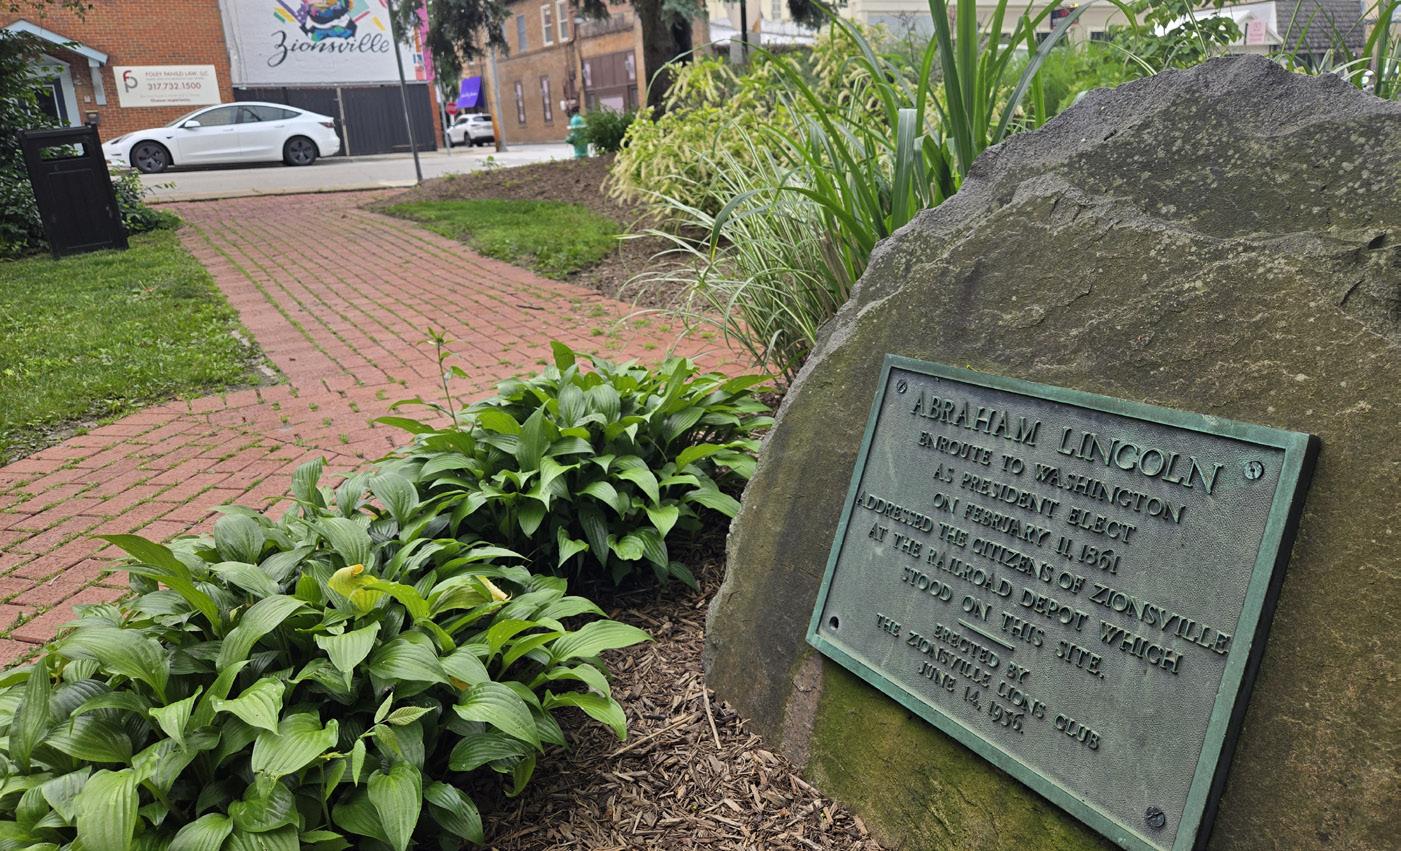 Zionsville
FOLEY PANSZI LAW, LLC.
317.732.1500
ABRAHAM LINCOLN
ENROUTE TO WASHINGTON
AS PRESIDENT ELECT
ON FEBRUARY 11, 1861
ADDRESSED THE CITIZENS OF ZIONSVILLE
AT THE RAILROAD DEPOT WHICH
STOOD ON THIS SITE.
ERECTED BY
THE ZIONSVILLE LIONS CLUB
JUNE 14, 1936.